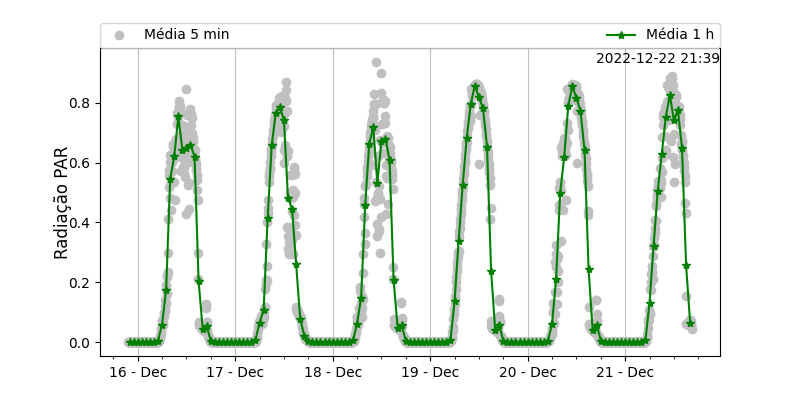 Média 5 min
Média 1 h
2022-12-22 21:39
Radiação PAR
0.8
0.6
0.4
0.2
0.0
16 - Dec
17 - Dec
18 - Dec
19 - Dec
20 - Dec
21 - Dec